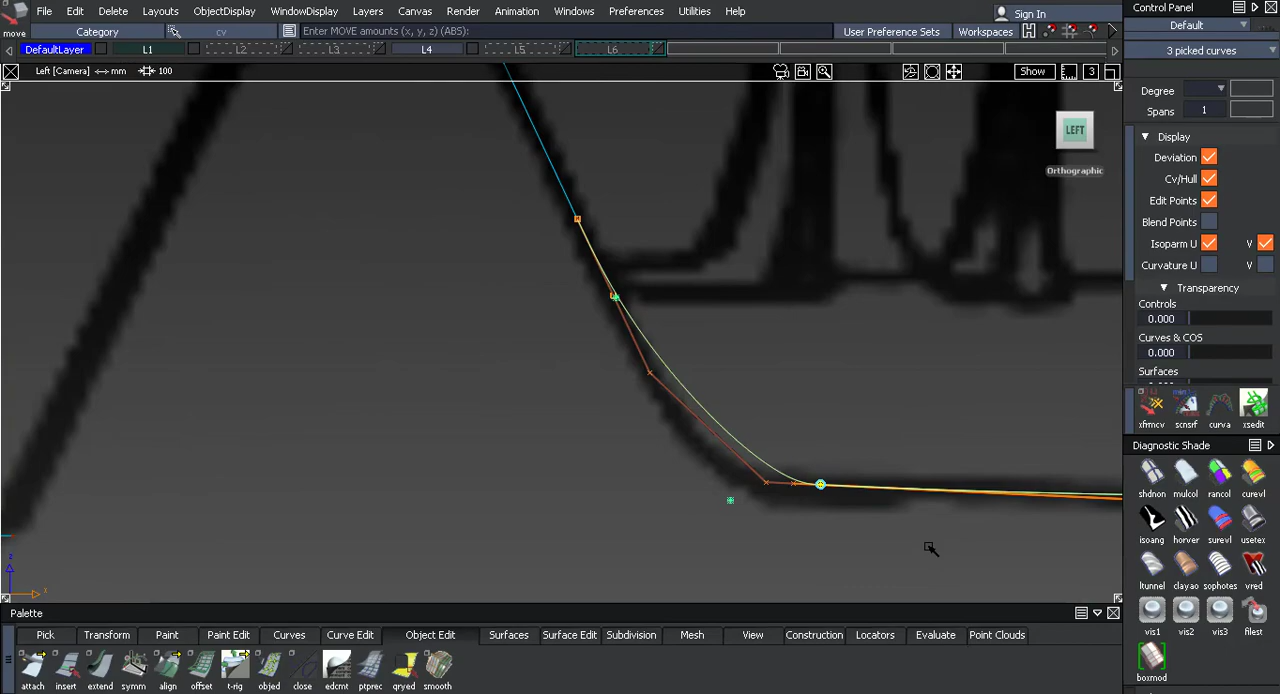 File Edit Delete Layouts ObjectDisplay WindowDisplay Layers Canvas Render Animation Windows Preferences Utilities Help
Sign In
Control Panel
move Category cv Enter MOVE amounts (x, y, z) (ABS): User Preference Sets Workspaces
Default
DefaultLayer L1 L2 L3 L4 L5 L6
3 picked curves
Left [Camera] mm 100 Show 3
Degree
Spans 1
LEFT
Orthographic
Display
Deviation
Cv/Hull
Edit Points
Blend Points
Isoparm U V
Curvature U V
Transparency
Controls
0.000
Curves & COS
0.000
Surfaces
xfrmcv scnsrf curva xsedit
Diagnostic Shade
shdnon mulcol rancol curevl
isoang horver surevl usetex
ltunnel clayao sophotes vred
vis1 vis2 vis3 filest
boxmod
z
x
Palette
Pick Transform Paint Paint Edit Curves Curve Edit Object Edit Surfaces Surface Edit Subdivision Mesh View Construction Locators Evaluate Point Clouds
attach insert extend symm align offset t-rig objed close edcmt ptprec qryed smooth